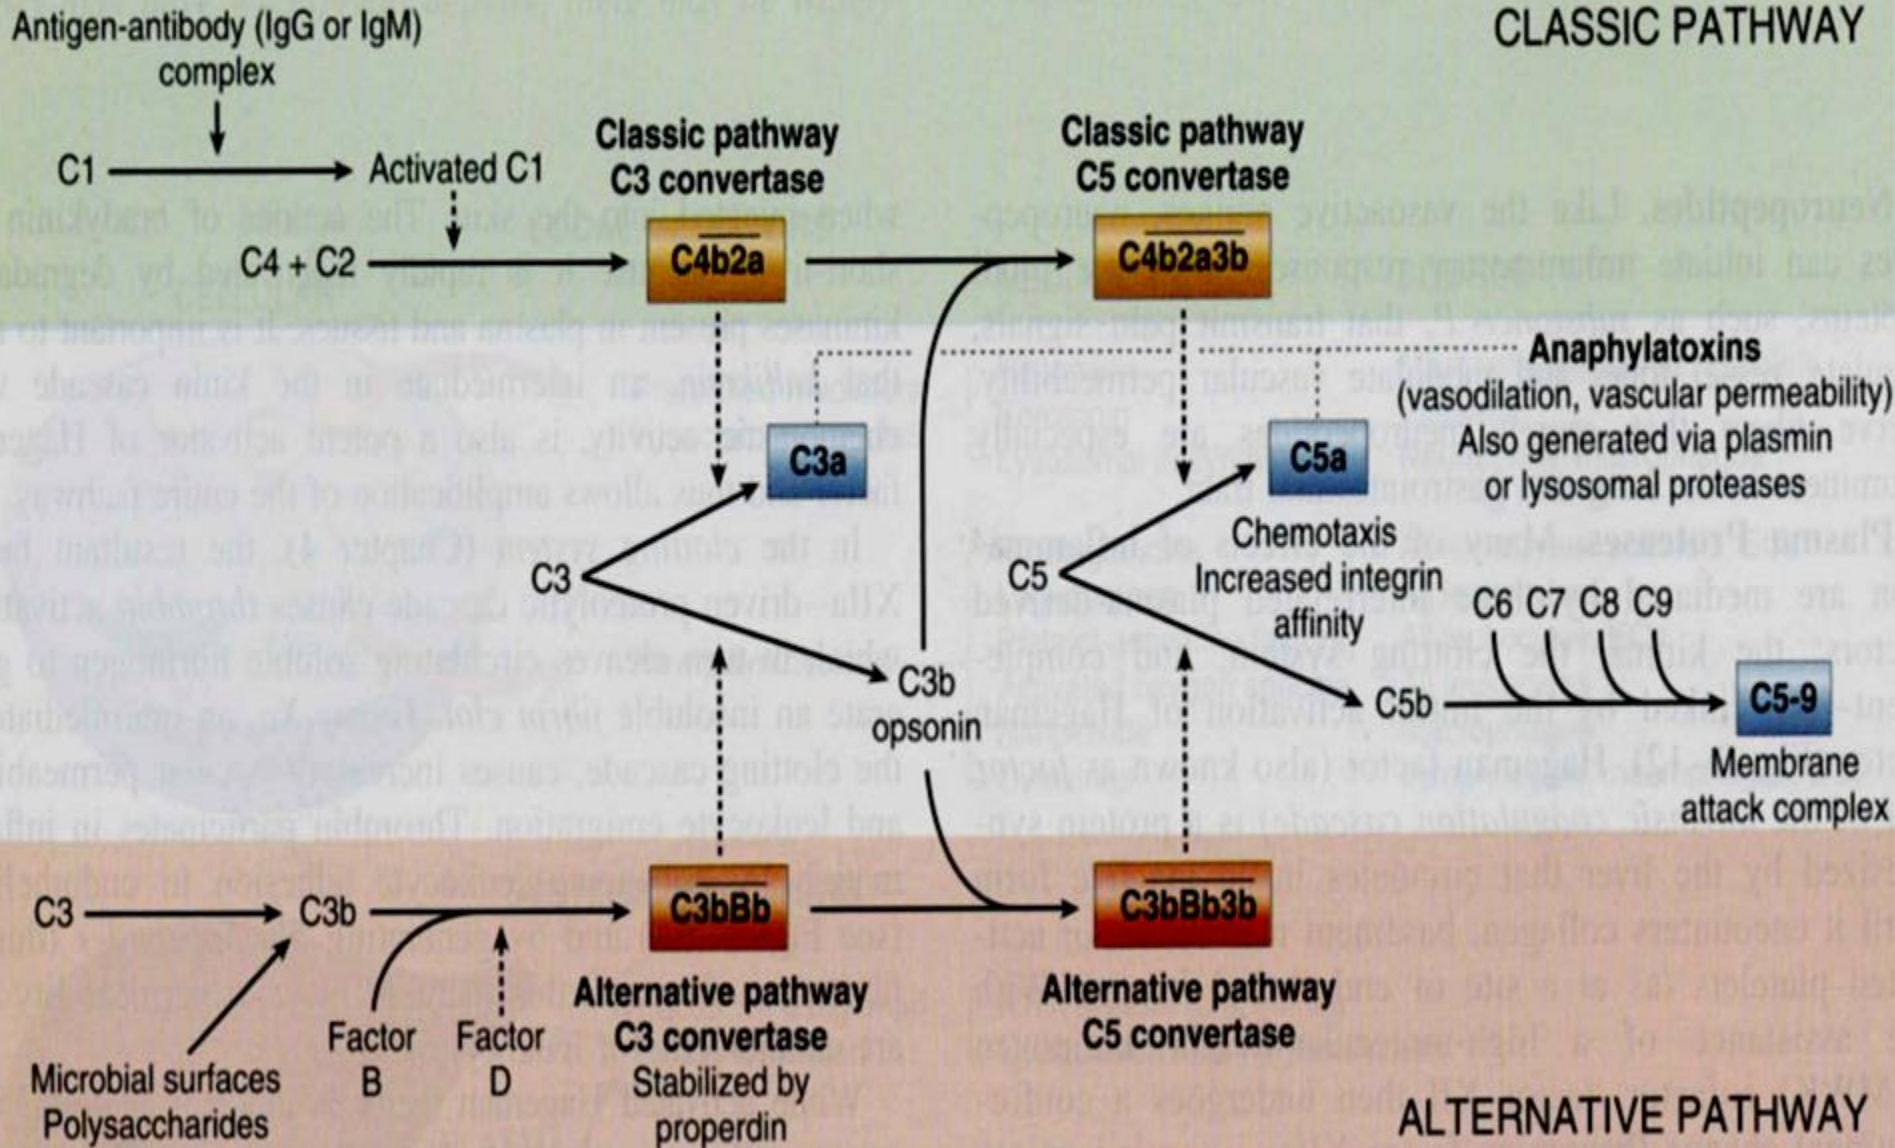 Antigen-antibody (IgG or IgM)
complex
CLASSIC PATHWAY
C1
Activated C1
Classic pathway
C3 convertase
Classic pathway
C5 convertase
C4 + C2
C4b2a
C4b2a3b
Anaphylatoxins
(vasodilation, vascular permeability)
Also generated via plasmin
or lysosomal proteases
C3a
C5a
Chemotaxis
Increased integrin
affinity
C3
C5
C6 C7 C8 C9
C3b
opsonin
C5b
C5-9
Membrane
attack complex
C3
C3b
C3bBb
C3bBb3b
Alternative pathway
C3 convertase
Stabilized by
properdin
Alternative pathway
C5 convertase
Factor
B
Factor
D
Microbial surfaces
Polysaccharides
ALTERNATIVE PATHWAY